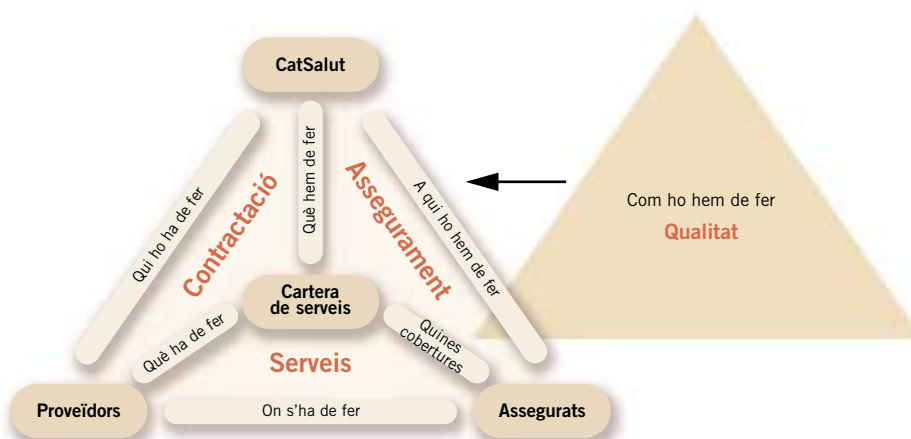 CatSalut
Qui ho ha de fer
Contractació
Què hem de fer
Assegurament
A qui ho hem de fer
Com ho hem de fer
Qualitat
Cartera
de serveis
Què ha de fer
Quines
cobertures
Serveis
Proveïdors
On s’ha de fer
Assegurats